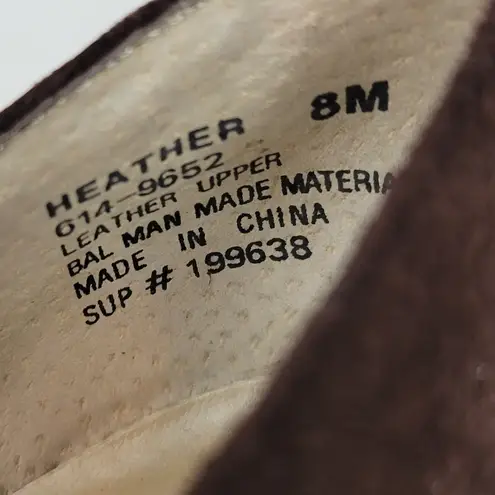 HEATHER 8M
614-9652
LEATHER UPPER
BAL MAN MADE MATERIA
MADE IN CHINA
SUP # 199638